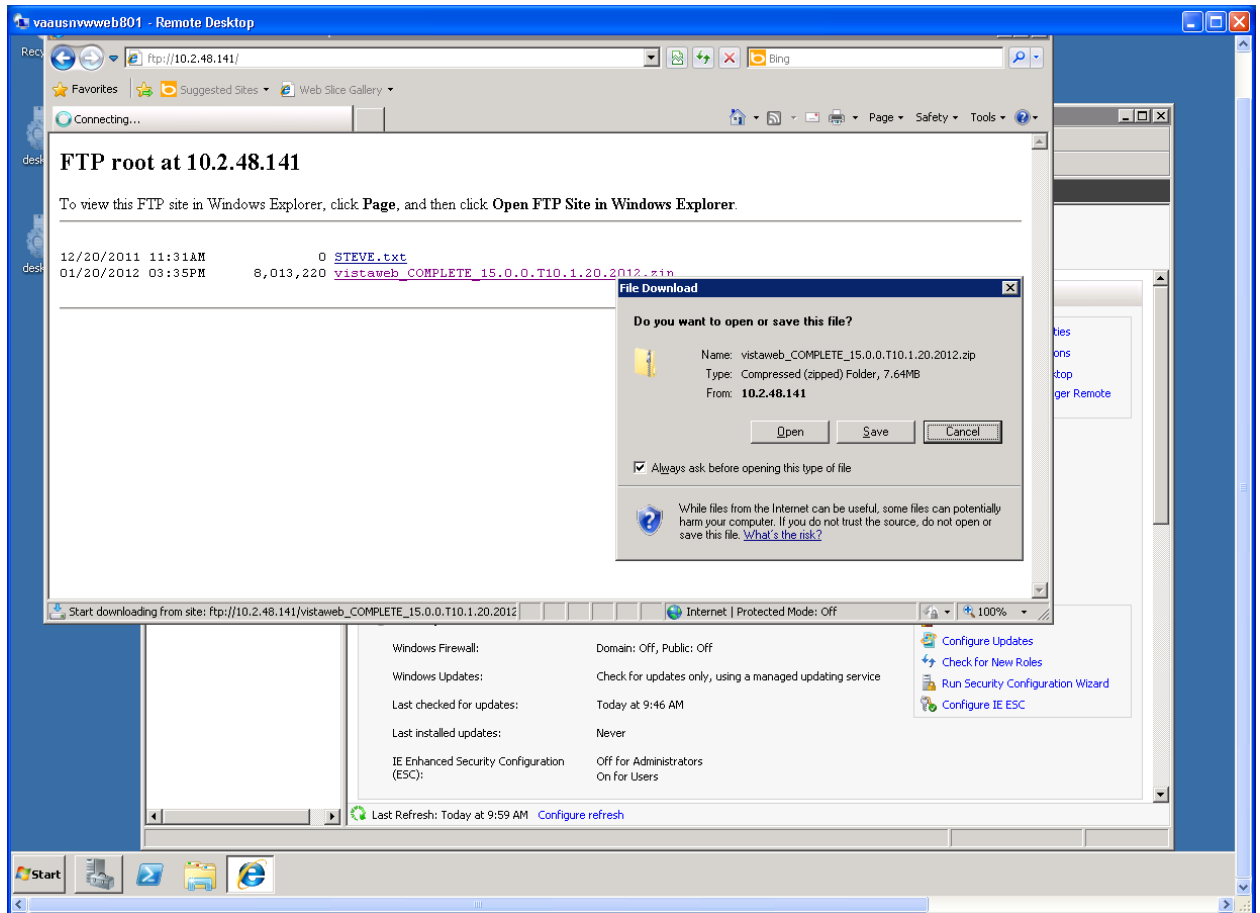 vaausnvwweb801 - Remote Desktop
Recy
ftp://10.2.48.141/
Bing
Favorites
Suggested Sites
Web Slice Gallery
Connecting...
Page
Safety
Tools
desk
FTP root at 10.2.48.141
To view this FTP site in Windows Explorer, click Page, and then click Open FTP Site in Windows Explorer.
12/20/2011 11:31AM 0 STEVE.txt
desk
01/20/2012 03:35PM 8,013,220 vistaweb_COMPLETE_15.0.0.T10.1.20.2012.zip
File Download
Do you want to open or save this file?
Name: vistaweb_COMPLETE_15.0.0.T10.1.20.2012.zip
Type: Compressed (zipped) Folder, 7.64MB
From: 10.2.48.141
Open
Save
Cancel
Always ask before opening this type of file
While files from the Internet can be useful, some files can potentially
harm your computer. If you do not trust the source, do not open or
save this file. What's the risk?
ties
ons
ktop
ger Remote
Start downloading from site: ftp://10.2.48.141/vistaweb_COMPLETE_15.0.0.T10.1.20.2012
Internet | Protected Mode: Off
100%
Windows Firewall: Domain: Off, Public: Off
Windows Updates: Check for updates only, using a managed updating service
Last checked for updates: Today at 9:46 AM
Last installed updates: Never
IE Enhanced Security Configuration Off for Administrators
(ESC): On for Users
Configure Updates
Check for New Roles
Run Security Configuration Wizard
Configure IE ESC
Last Refresh: Today at 9:59 AM Configure refresh
Start